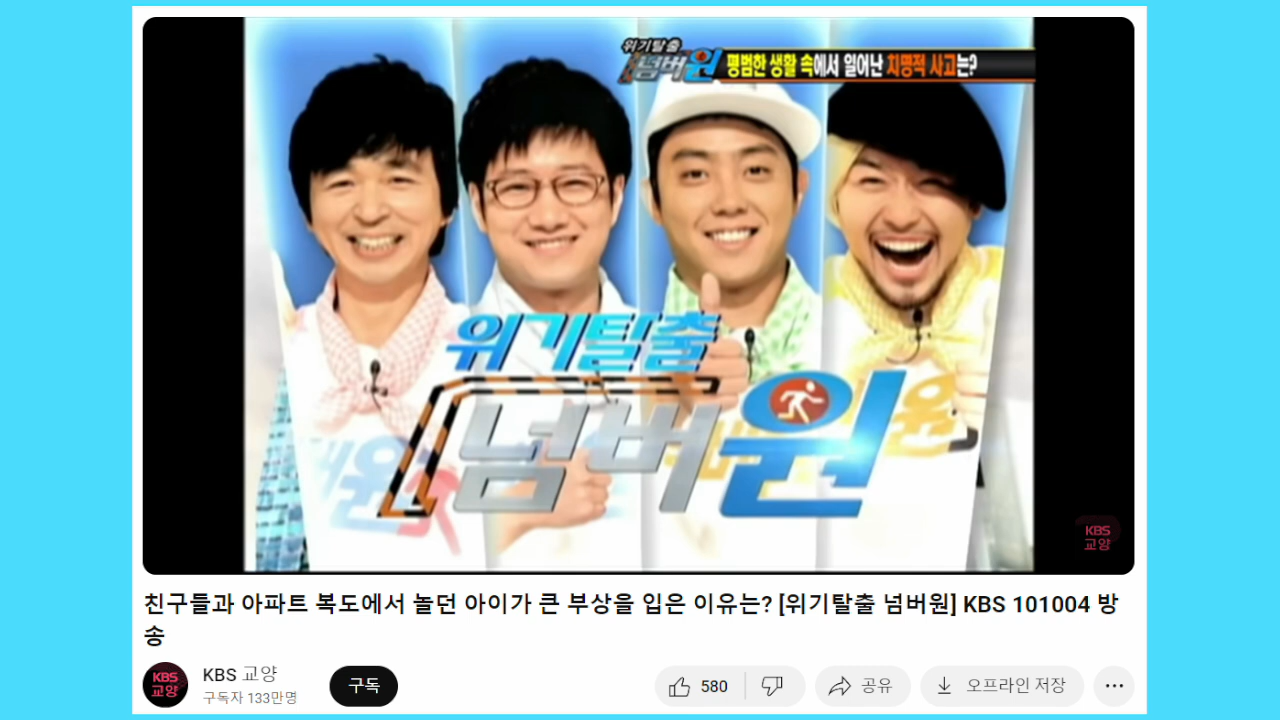 위기탈출
넘버원 평범한 생활 속에서 일어난 치명적 사고는?
위기탈출
넘버원
KBS
교양
친구들과 아파트 복도에서 놀던 아이가 큰 부상을 입은 이유는? [위기탈출 넘버원] KBS 101004 방
송
KBS
교양
KBS 교양
구독자 133만명
구독
580
공유
오프라인 저장